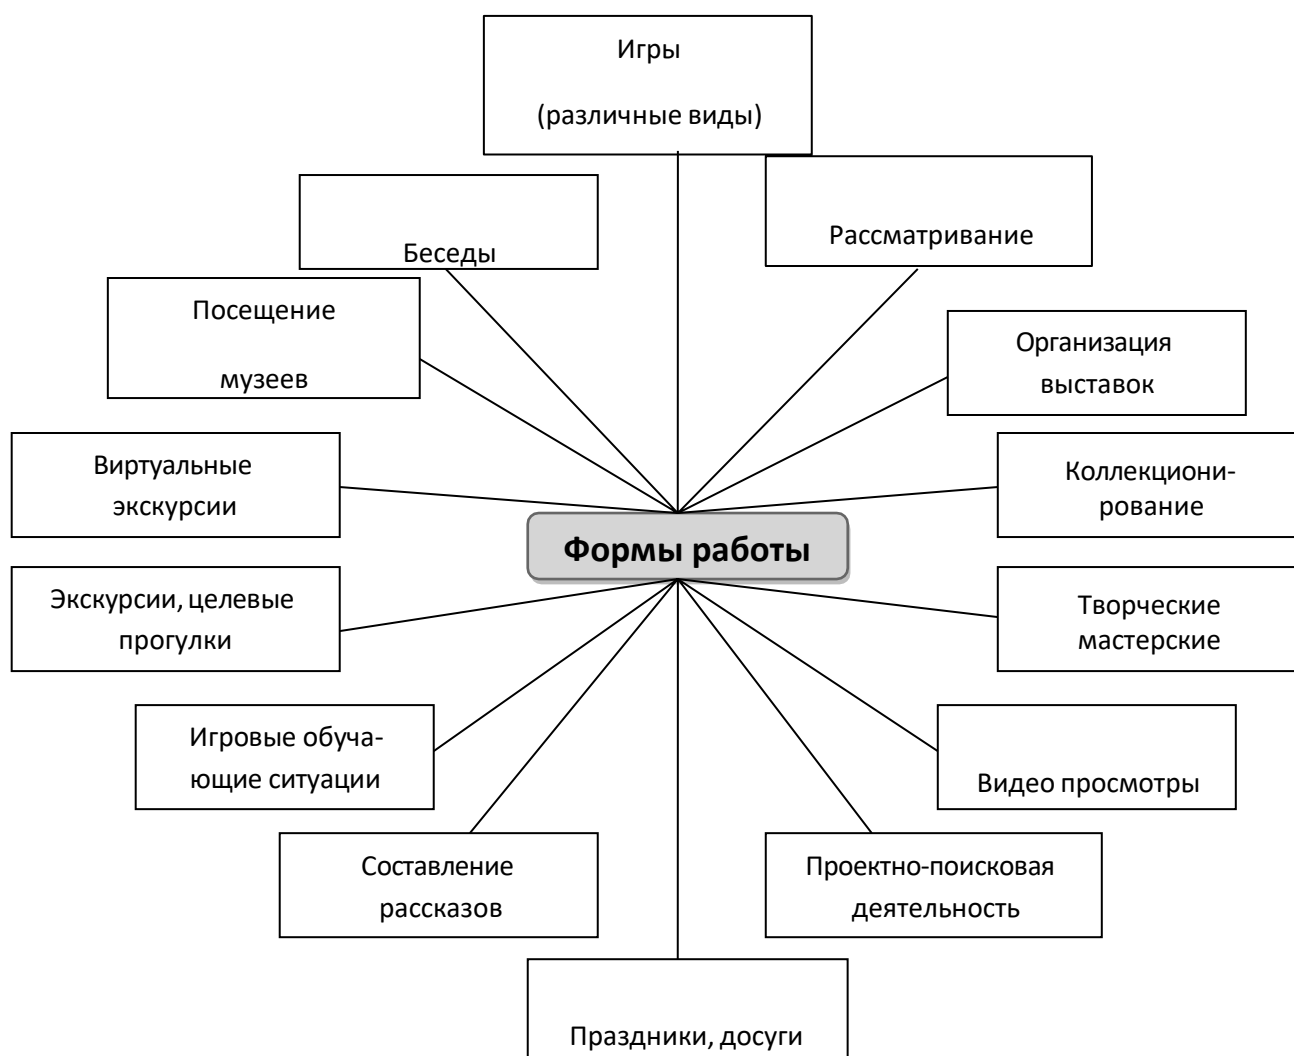 Игры
(различные виды)
Рассматривание
Беседы
Посещение
музеев
Организация
выставок
Виртуальные
экскурсии
Коллекциони-
рование
Формы работы
Экскурсии, целевые
прогулки
Творческие
мастерские
Игровые обуча-
ющие ситуации
Видео просмотры
Составление
рассказов
Проектно-поисковая
деятельность
Праздники, досуги